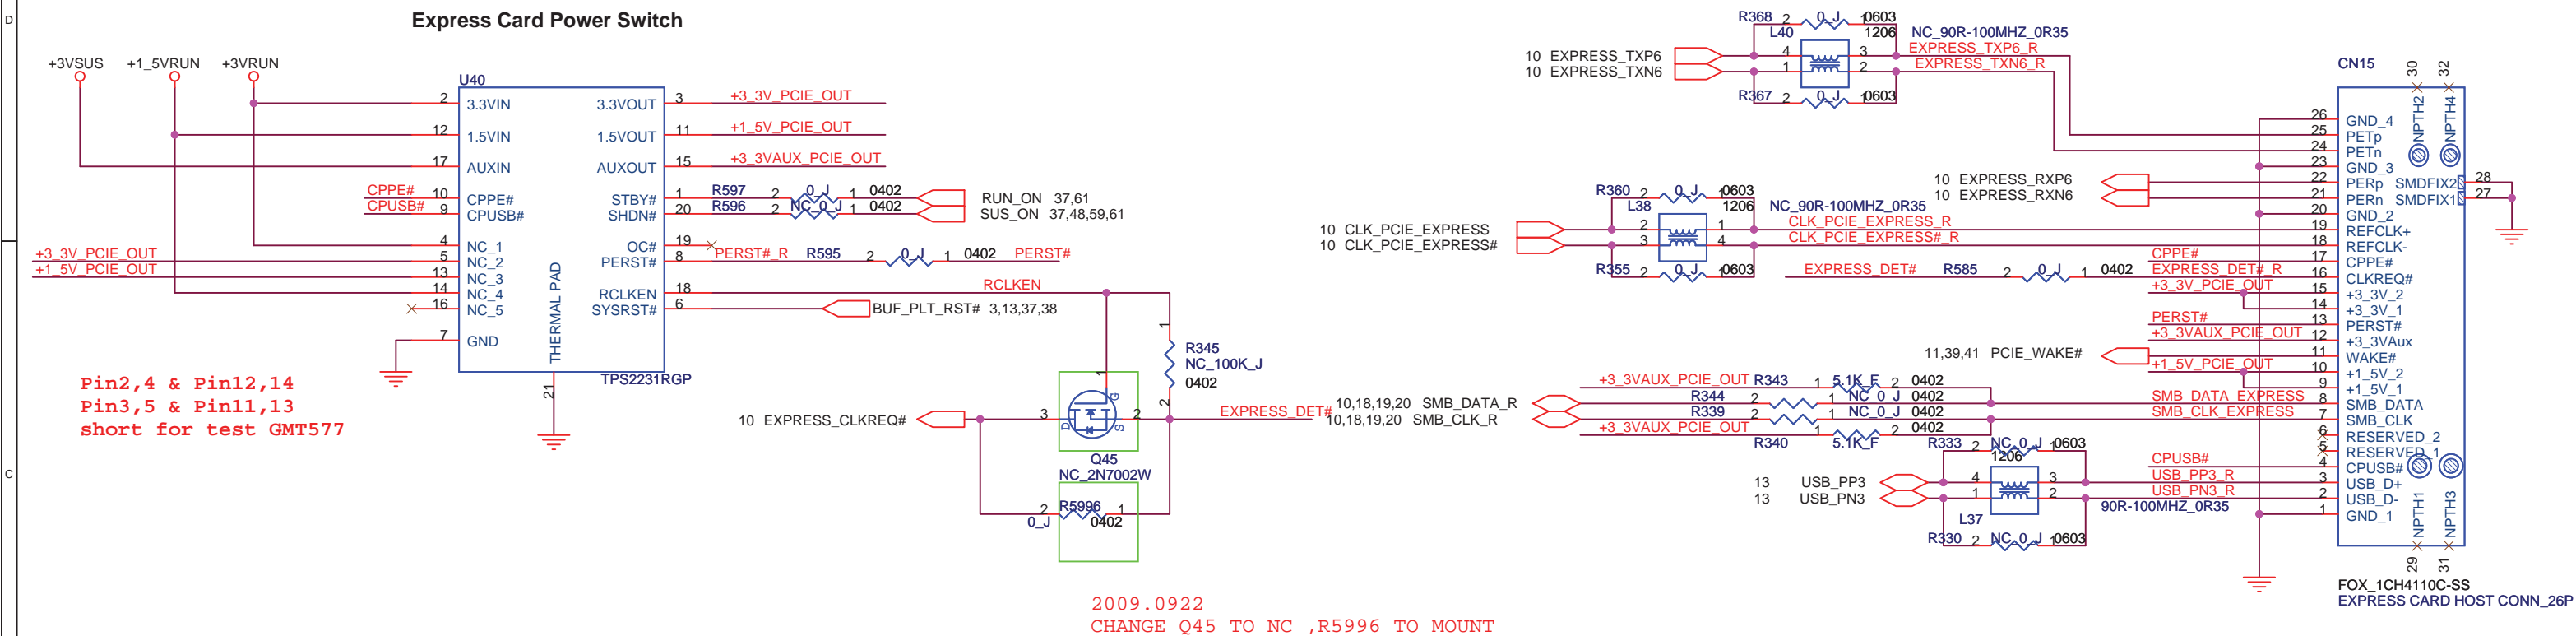 D
Express Card Power Switch
+3VSUS
+1_5VRUN
+3VRUN
U40
2 3.3VIN
12 1.5VIN
17 AUXIN
CPPE# 10 CPPE#
CPUSB# 9 CPUSB#
4 NC_1
+3_3V_PCIE_OUT 5 NC_2
+1_5V_PCIE_OUT 13 NC_3
14 NC_4
16 NC_5
7 GND
THERMAL PAD
21
3.3VOUT 3 +3_3V_PCIE_OUT
1.5VOUT 11 +1_5V_PCIE_OUT
AUXOUT 15 +3_3VAUX_PCIE_OUT
STBY# 1 R597 2 0_J 1 0402 RUN_ON 37,61
SHDN# 20 R596 2 NC_0_J 1 0402 SUS_ON 37,48,59,61
OC# 19
PERST# 8 PERST#_R R595 2 0_J 1 0402 PERST#
RCLKEN 18 RCLKEN
SYSRST# 6 BUF_PLT_RST# 3,13,37,38
TPS2231RGP
Pin2,4 & Pin12,14
Pin3,5 & Pin11,13
short for test GMT577
1
R345
NC_100K_J
0402
2
10 EXPRESS_CLKREQ# 3 D 1 G S 2 EXPRESS_DET#
Q45
NC_2N7002W
2 R5996 1
0_J 0402
2009.0922
CHANGE Q45 TO NC ,R5996 TO MOUNT
R368 2 0_J 1 0603
L40 1206 NC_90R-100MHZ_0R35
10 EXPRESS_TXP6 4 3 EXPRESS_TXP6_R
10 EXPRESS_TXN6 1 2 EXPRESS_TXN6_R
R367 2 0_J 1 0603
10 EXPRESS_RXP6
10 EXPRESS_RXN6
R360 2 0_J 1 0603
L38 1206 NC_90R-100MHZ_0R35
10 CLK_PCIE_EXPRESS 2 1 CLK_PCIE_EXPRESS_R
10 CLK_PCIE_EXPRESS# 3 4 CLK_PCIE_EXPRESS#_R
R355 2 0_J 1 0603
CPPE#
EXPRESS_DET# R585 2 0_J 1 0402 EXPRESS_DET#_R
+3_3V_PCIE_OUT
PERST#
+3_3VAUX_PCIE_OUT
11,39,41 PCIE_WAKE#
+1_5V_PCIE_OUT
+3_3VAUX_PCIE_OUT R343 1 5.1K_F 2 0402
10,18,19,20 SMB_DATA_R R344 2 1 NC_0_J 0402 SMB_DATA_EXPRESS
10,18,19,20 SMB_CLK_R R339 2 1 NC_0_J 0402 SMB_CLK_EXPRESS
+3_3VAUX_PCIE_OUT R340 1 5.1K_F 2 0402
R333 2 NC_0_J 1 0603
1206
CPUSB#
13 USB_PP3 4 3 USB_PP3_R
13 USB_PN3 1 2 USB_PN3_R
L37 90R-100MHZ_0R35
R330 2 NC_0_J 1 0603
CN15
30 32
NPTH2 NPTH4
26 GND_4
25 PETp
24 PETn
23 GND_3
22 PERp SMDFIX2 28
21 PERn SMDFIX1 27
20 GND_2
19 REFCLK+
18 REFCLK-
17 CPPE#
16 CLKREQ#
15 +3_3V_2
14 +3_3V_1
13 PERST#
12 +3_3VAux
11 WAKE#
10 +1_5V_2
9 +1_5V_1
8 SMB_DATA
7 SMB_CLK
6 RESERVED_2
5 RESERVED_1
4 CPUSB#
3 USB_D+
2 USB_D-
1 GND_1
NPTH1 NPTH3
29 31
FOX_1CH4110C-SS
EXPRESS CARD HOST CONN_26P
C